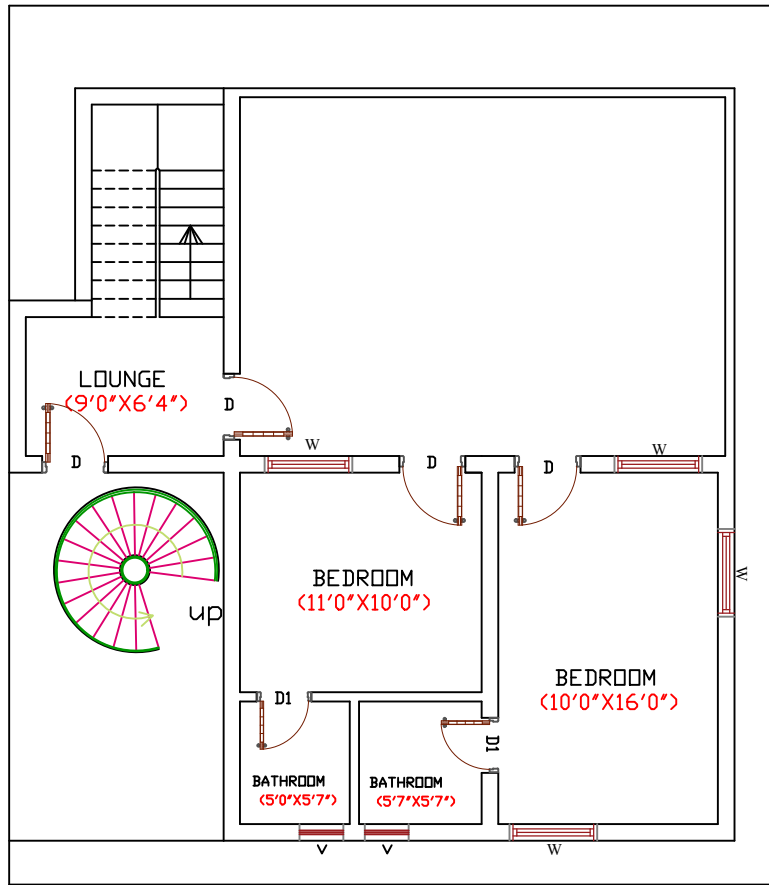 LOUNGE
(9'0"X6'4")
D
D
W
D
D
W
BEDROOM
(11'0"X10'0")
W
up
D1
BEDROOM
(10'0"X16'0")
D1
BATHROOM
(5'0"X5'7")
BATHROOM
(5'7"X5'7")
V
V
W